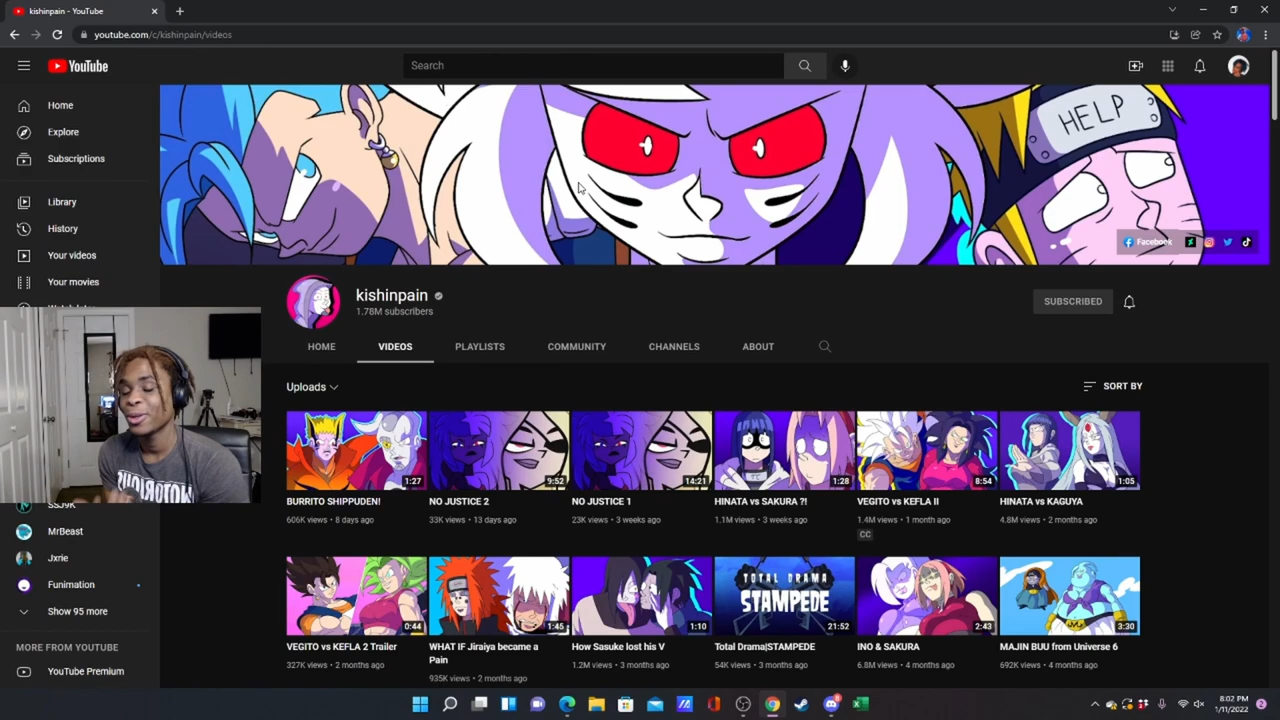 kishinpain - YouTube
youtube.com/c/kishinpain/videos
YouTube
Search
Home
Explore
Subscriptions
Library
History
Your videos
Your movies
HELP
Facebook
kishinpain
1.78M subscribers
SUBSCRIBED
HOME
VIDEOS
PLAYLISTS
COMMUNITY
CHANNELS
ABOUT
Uploads
SORT BY
1:27
9:52
14:21
1:28
8:54
1:05
BURRITO SHIPPUDEN!
606K views • 8 days ago
NO JUSTICE 2
33K views • 13 days ago
NO JUSTICE 1
23K views • 3 weeks ago
HINATA vs SAKURA ?!
1.1M views • 3 weeks ago
VEGITO vs KEFLA II
1.4M views • 1 month ago
CC
HINATA vs KAGUYA
4.8M views • 2 months ago
NOTORIOUS
SSJ9K
MrBeast
Jxrie
Funimation
Show 95 more
MORE FROM YOUTUBE
YouTube Premium
TOTAL DRAMA
STAMPEDE
0:44
1:45
1:10
21:52
2:43
3:30
VEGITO vs KEFLA 2 Trailer
327K views • 2 months ago
WHAT IF Jiraiya became a
Pain
935K views • 2 months ago
How Sasuke lost his V
1.2M views • 3 months ago
Total Drama|STAMPEDE
54K views • 3 months ago
INO & SAKURA
6.8M views • 4 months ago
MAJIN BUU from Universe 6
692K views • 4 months ago
8:02 PM
1/11/2022